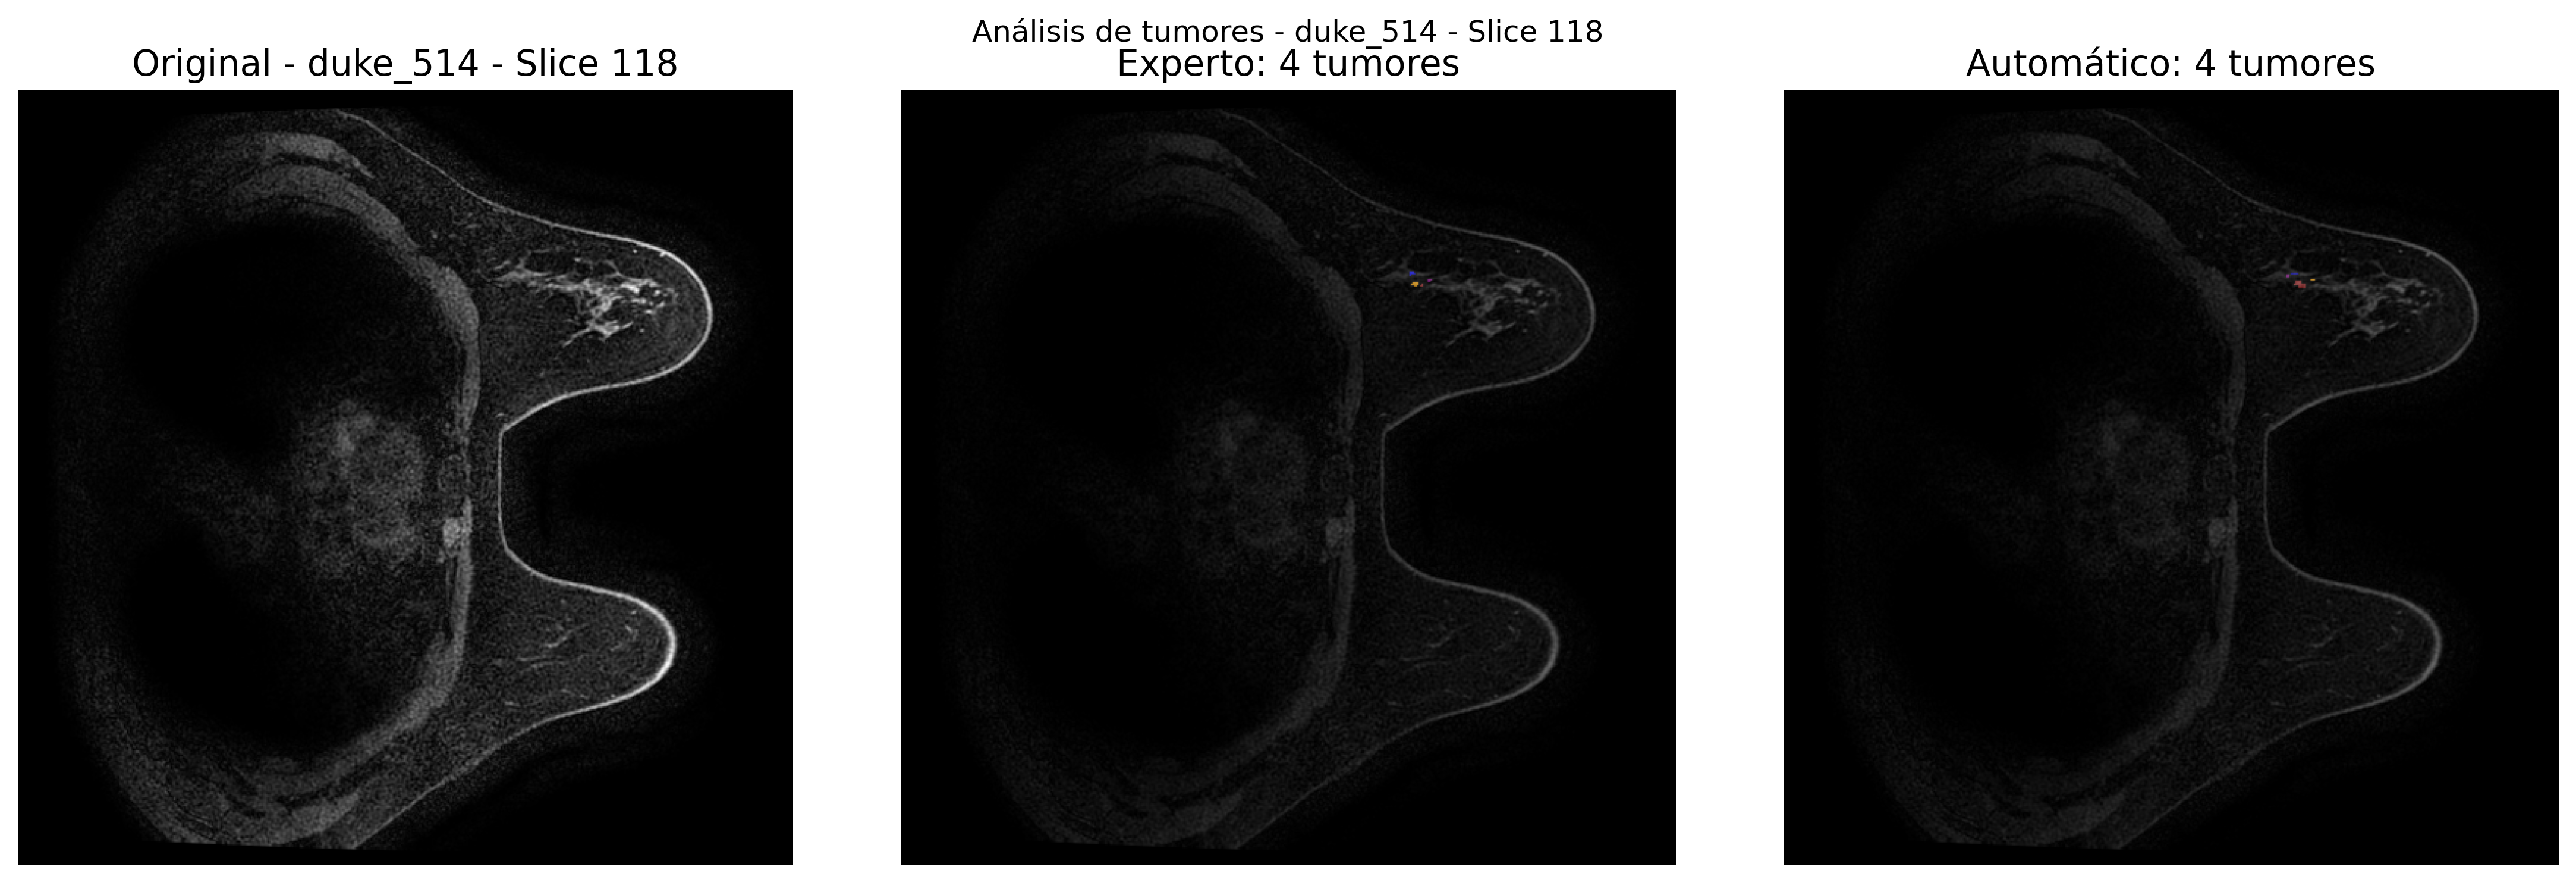 Análisis de tumores - duke_514 - Slice 118
Original - duke_514 - Slice 118
Experto: 4 tumores
Automático: 4 tumores